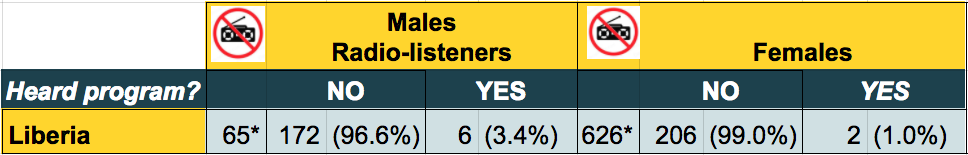 Males
Radio-listeners Females
Heard program? NO YES NO YES
Liberia 65* 172 (96.6%) 6 (3.4%) 626* 206 (99.0%) 2 (1.0%)